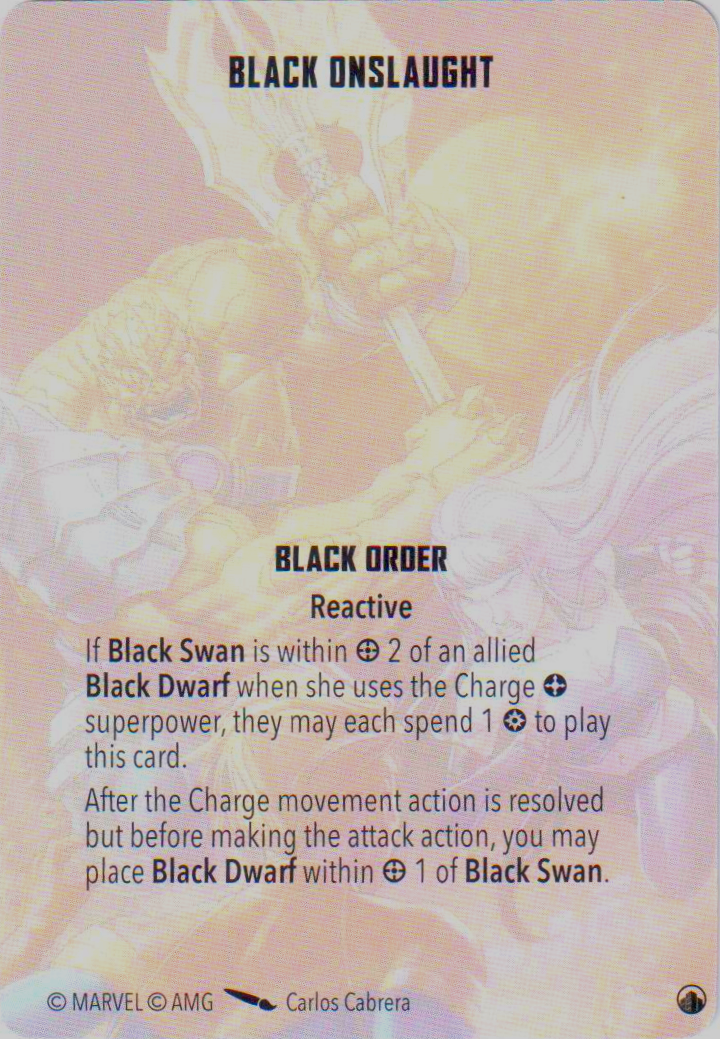 BLACK ONSLAUGHT
BLACK ORDER
Reactive
If Black Swan is within 2 of an allied
Black Dwarf when she uses the Charge
superpower, they may each spend 1 to play
this card.
After the Charge movement action is resolved
but before making the attack action, you may
place Black Dwarf within 1 of Black Swan.
© MARVEL © AMG Carlos Cabrera